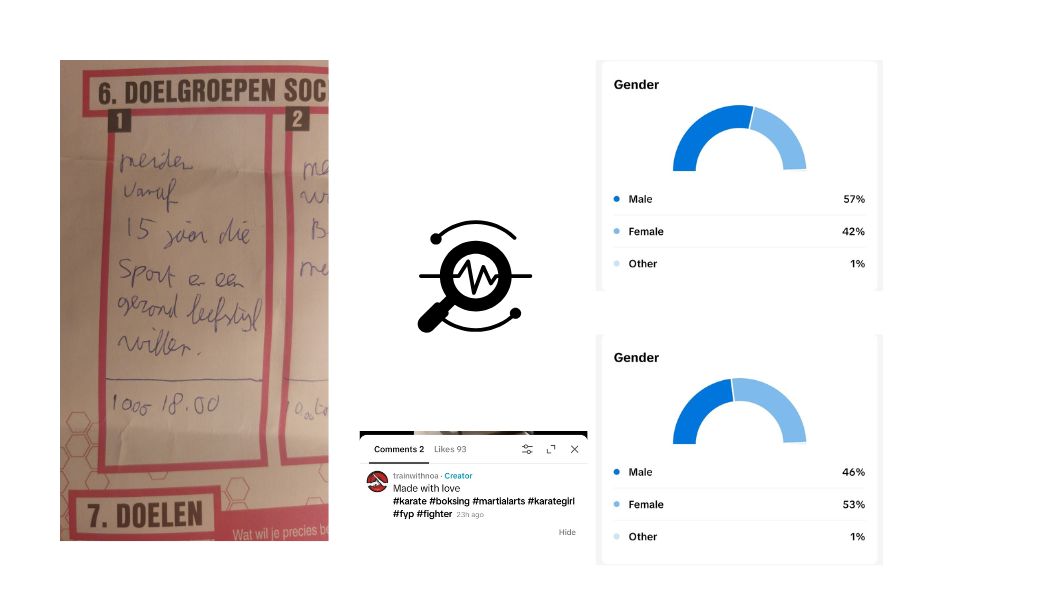 6. DOELGROEPEN SOC
1
2
meiden
vanaf
15 jaar die
Sport en een
gezond leefstijl
willen.
18.00
me
B
me
7. DOELEN
Wat wil je precies be
Comments 2 Likes 93
trainwithnoa · Creator
Made with love
#karate #boksing #martialarts #karategirl
#fyp #fighter 23h ago
Hide
Gender
Male 57%
Female 42%
Other 1%
Gender
Male 46%
Female 53%
Other 1%